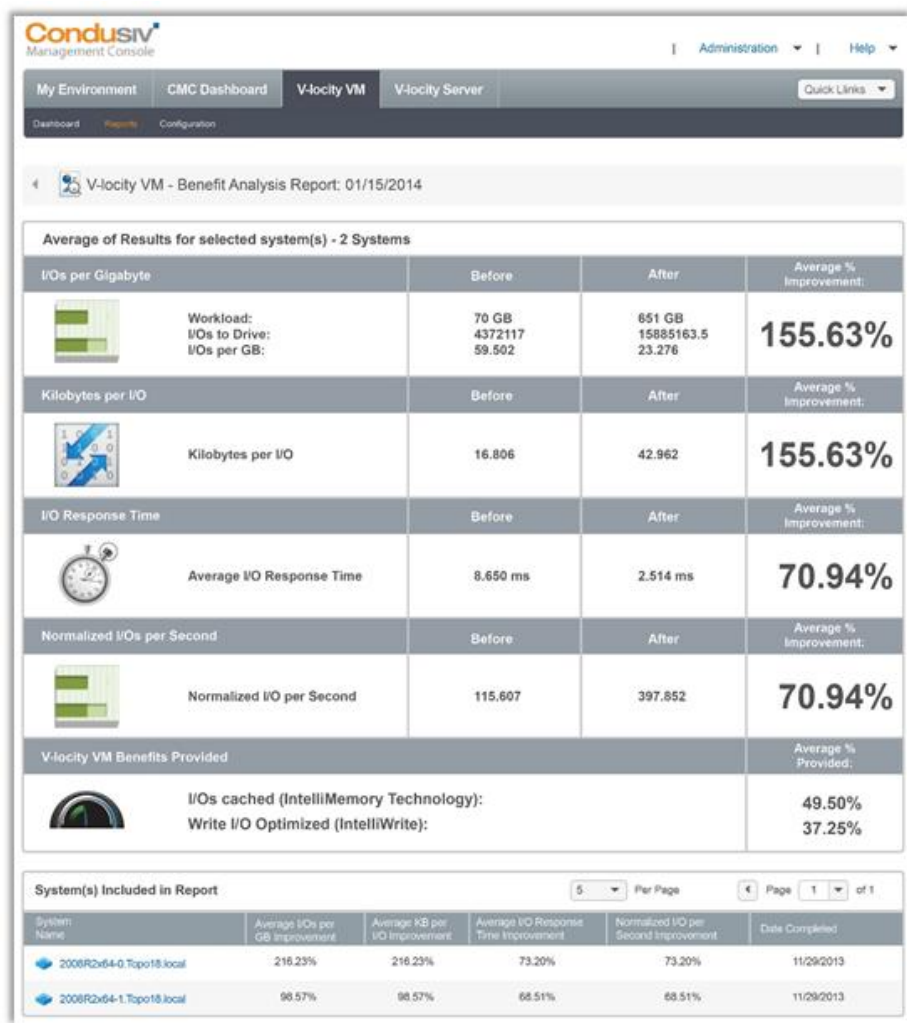 Condusiv
Management Console
| Administration | Help
My Environment CMC Dashboard V-locity VM V-locity Server Quick Llinks
Dashboard Reports Configuration
V-locity VM - Benefit Analysis Report: 01/15/2014
Average of Results for selected system(s) - 2 Systems
I/Os per Gigabyte Before After Average % Improvement:
Workload: 70 GB 651 GB
I/Os to Drive: 4372117 15885163.5
I/Os per GB: 59.502 23.276
155.63%
Kilobytes per I/O Before After Average % Improvement:
Kilobytes per I/O 16.806 42.962 155.63%
I/O Response Time Before After Average % Improvement:
Average I/O Response Time 8.650 ms 2.514 ms 70.94%
Normalized I/Os per Second Before After Average % Improvement:
Normalized I/O per Second 115.607 397.852 70.94%
V-locity VM Benefits Provided Average % Provided:
I/Os cached (IntelliMemory Technology): 49.50%
Write I/O Optimized (IntelliWrite): 37.25%
System(s) Included in Report 5 Per Page Page 1 of 1
System Name Average I/Os per GB Improvement Average KB per I/O Improvement Average I/O Response Time Improvement Normalized I/O per Second Improvement Date Completed
2008R2x64-0.Topo18.local 216.23% 216.23% 73.20% 73.20% 11/29/2013
2008R2x64-1.Topo18.local 98.57% 98.57% 68.51% 68.51% 11/29/2013